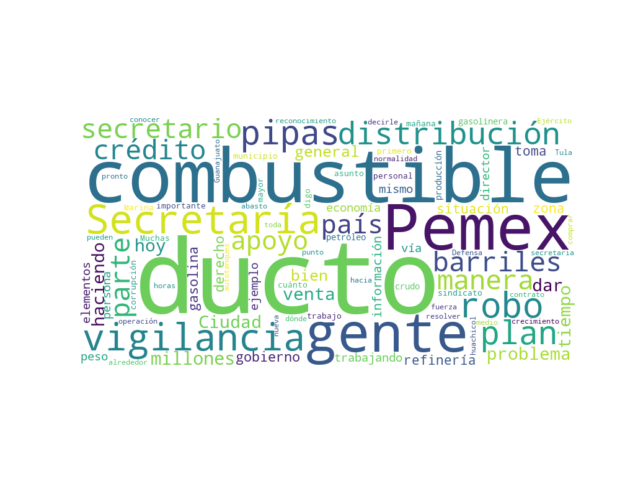 conocer
reconocimiento
decirle
mañana
gasolinera
Ejército
secretario
pipas
distribución
crédito
Guanajuato
municipio
general
primero
normalidad
toma
Tula
pronto
combustible
asunto
personal
mismo
producción
director
Marina
importante
mayor
digo
economía
situación
zona
Secretaría
país
Pemex
compra
hoy
parte
apoyo
toda
petróleo
vía
Defensa
secretaria
pueden
Muchas
punto
barriles
elementos
haciendo
persona
corrupción
horas
gasolina
derecho
autotanques
ejemplo
bien
cuánto
venta
ducto
información
crudo
hacia
manera
sindicato
contrato
dar
robo
tiempo
operación
Ciudad
nueva
dónde
trabajo
fuerza
resolver
medio
crecimiento
vigilancia
gente
huachicol
plan
peso
alrededor
millones
gobierno
trabajando
refinería
problema
abasto